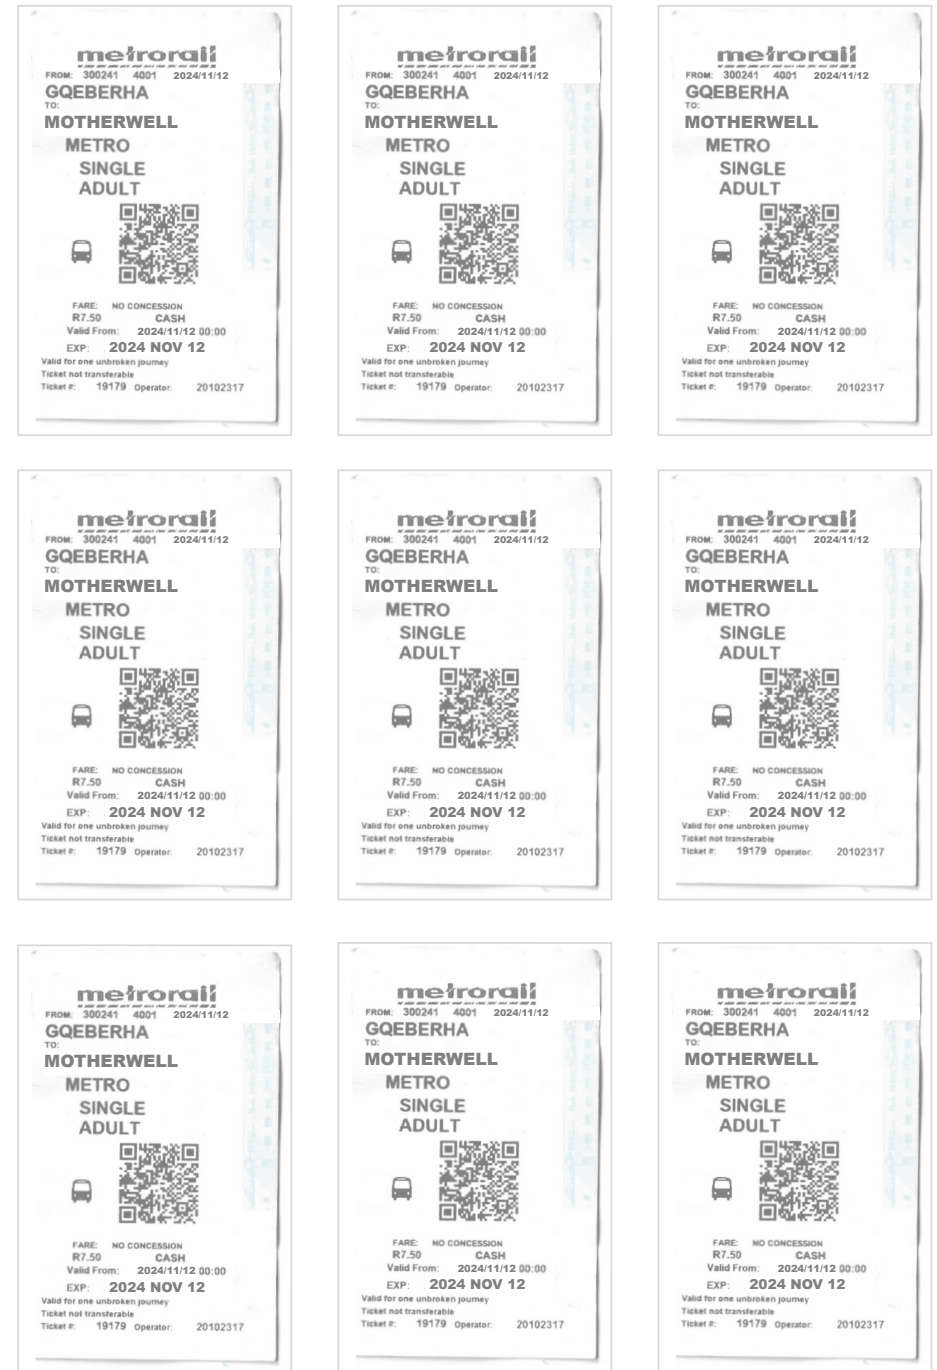 metrorail
FROM: 300241 4001 2024/11/12
GQEBERHA
TO:
MOTHERWELL
METRO
SINGLE
ADULT
FARE: NO CONCESSION
R7.50 CASH
Valid From: 2024/11/12 00:00
EXP: 2024 NOV 12
Valid for one unbroken journey
Ticket not transferable
Ticket #: 19179 Operator: 20102317
metrorail
FROM: 300241 4001 2024/11/12
GQEBERHA
TO:
MOTHERWELL
METRO
SINGLE
ADULT
FARE: NO CONCESSION
R7.50 CASH
Valid From: 2024/11/12 00:00
EXP: 2024 NOV 12
Valid for one unbroken journey
Ticket not transferable
Ticket #: 19179 Operator: 20102317
metrorail
FROM: 300241 4001 2024/11/12
GQEBERHA
TO:
MOTHERWELL
METRO
SINGLE
ADULT
FARE: NO CONCESSION
R7.50 CASH
Valid From: 2024/11/12 00:00
EXP: 2024 NOV 12
Valid for one unbroken journey
Ticket not transferable
Ticket #: 19179 Operator: 20102317
metrorail
FROM: 300241 4001 2024/11/12
GQEBERHA
TO:
MOTHERWELL
METRO
SINGLE
ADULT
FARE: NO CONCESSION
R7.50 CASH
Valid From: 2024/11/12 00:00
EXP: 2024 NOV 12
Valid for one unbroken journey
Ticket not transferable
Ticket #: 19179 Operator: 20102317
metrorail
FROM: 300241 4001 2024/11/12
GQEBERHA
TO:
MOTHERWELL
METRO
SINGLE
ADULT
FARE: NO CONCESSION
R7.50 CASH
Valid From: 2024/11/12 00:00
EXP: 2024 NOV 12
Valid for one unbroken journey
Ticket not transferable
Ticket #: 19179 Operator: 20102317
metrorail
FROM: 300241 4001 2024/11/12
GQEBERHA
TO:
MOTHERWELL
METRO
SINGLE
ADULT
FARE: NO CONCESSION
R7.50 CASH
Valid From: 2024/11/12 00:00
EXP: 2024 NOV 12
Valid for one unbroken journey
Ticket not transferable
Ticket #: 19179 Operator: 20102317
metrorail
FROM: 300241 4001 2024/11/12
GQEBERHA
TO:
MOTHERWELL
METRO
SINGLE
ADULT
FARE: NO CONCESSION
R7.50 CASH
Valid From: 2024/11/12 00:00
EXP: 2024 NOV 12
Valid for one unbroken journey
Ticket not transferable
Ticket #: 19179 Operator: 20102317
metrorail
FROM: 300241 4001 2024/11/12
GQEBERHA
TO:
MOTHERWELL
METRO
SINGLE
ADULT
FARE: NO CONCESSION
R7.50 CASH
Valid From: 2024/11/12 00:00
EXP: 2024 NOV 12
Valid for one unbroken journey
Ticket not transferable
Ticket #: 19179 Operator: 20102317
metrorail
FROM: 300241 4001 2024/11/12
GQEBERHA
TO:
MOTHERWELL
METRO
SINGLE
ADULT
FARE: NO CONCESSION
R7.50 CASH
Valid From: 2024/11/12 00:00
EXP: 2024 NOV 12
Valid for one unbroken journey
Ticket not transferable
Ticket #: 19179 Operator: 20102317